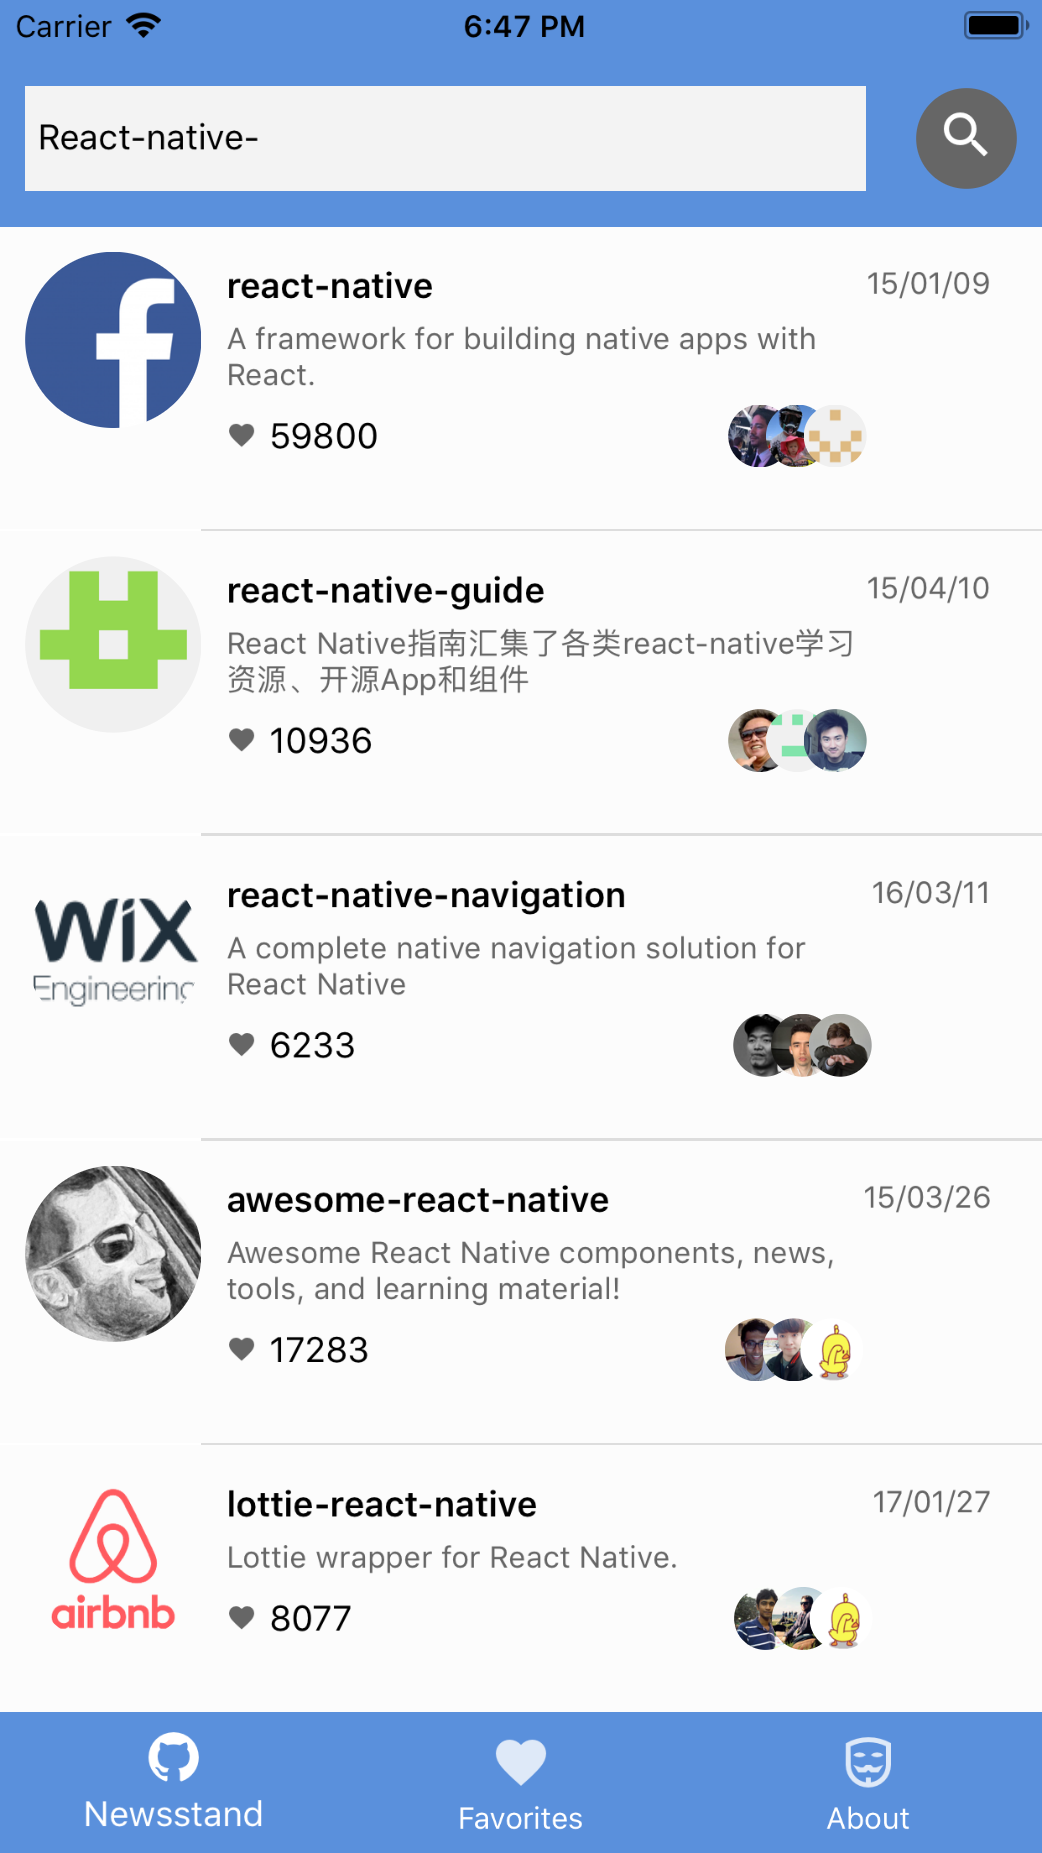 Carrier 6:47 PM
React-native-
react-native 15/01/09
A framework for building native apps with
React.
59800
react-native-guide 15/04/10
React Native指南汇集了各类react-native学习
资源、开源App和组件
10936
WiX
Engineering
react-native-navigation 16/03/11
A complete native navigation solution for
React Native
6233
awesome-react-native 15/03/26
Awesome React Native components, news,
tools, and learning material!
17283
airbnb
lottie-react-native 17/01/27
Lottie wrapper for React Native.
8077
Newsstand Favorites About